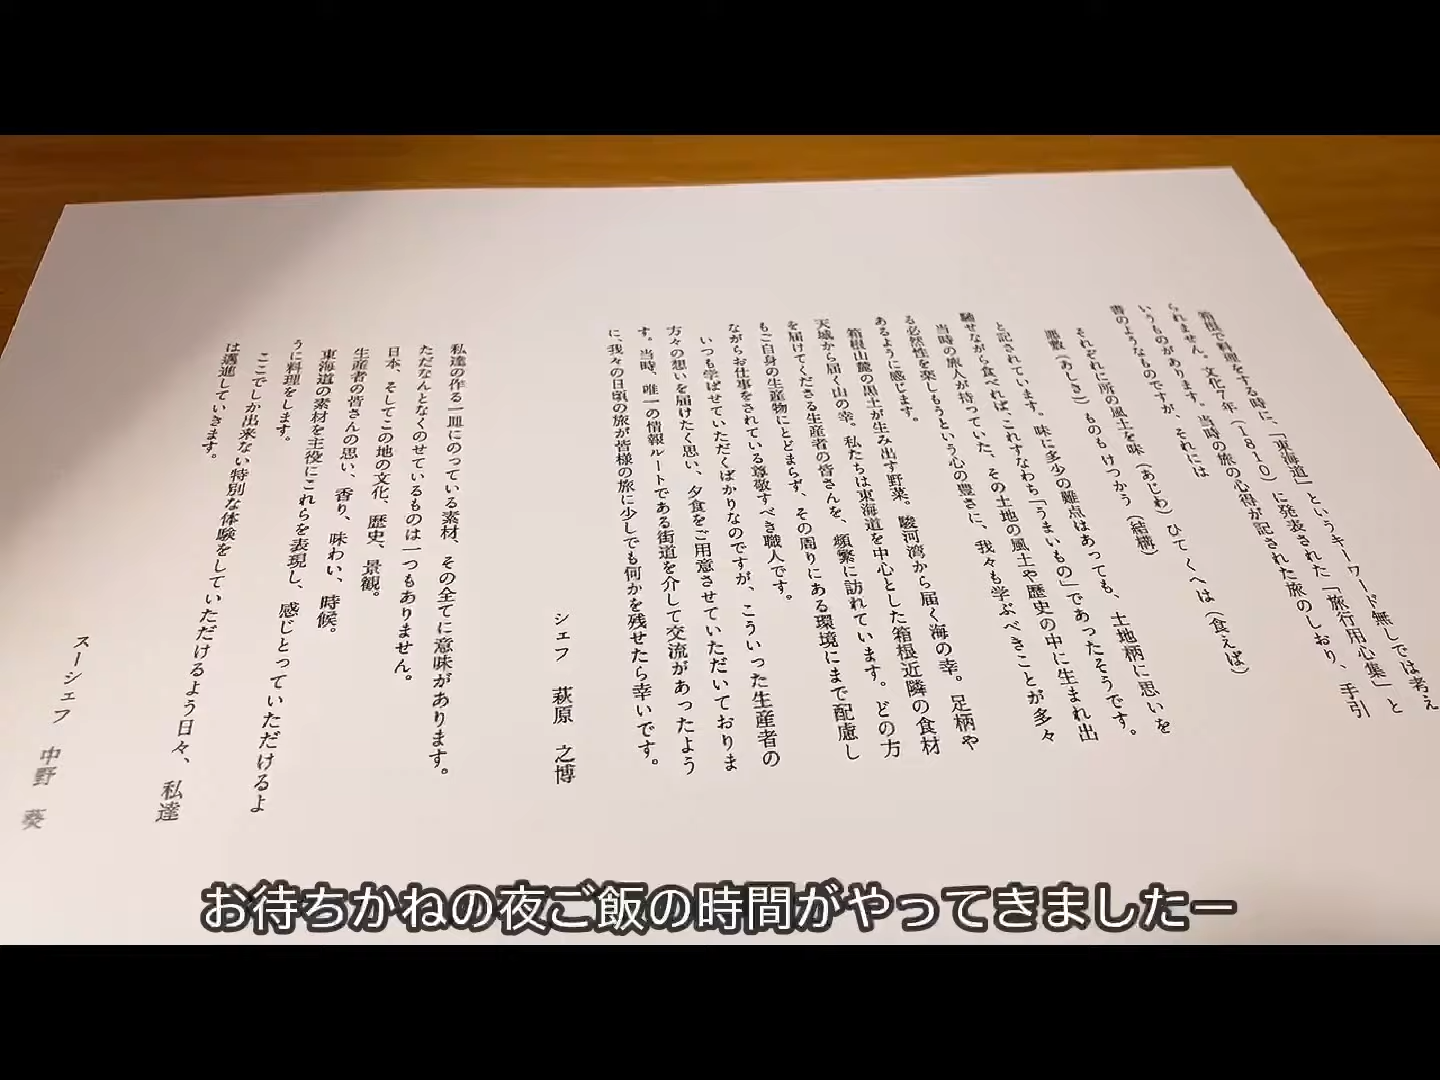 箱根で料理をする時に、「東海道」というキーワード無しでは考え
られません。文化7年（1810）に発表された「旅行用心集」と
いうものがあります。当時の旅の心得が記された旅のしおり、手引
書のようなものですが、それには
それぞれに所の風土を味（あじわ）ひてくへは（食えば）
悪敷（あしき）ものも けつかう（結構）
と記されています。味に多少の難点はあっても、土地柄に思いを
馳せながら食べれば、これすなわち「うまいもの」であったそうです。
当時の旅人が持っていた、その土地の風土や歴史の中に生まれ出
る必然性を楽しもうという心の豊さに、我々も学ぶべきことが多々
あるように感じます。
箱根山麓の黒土が生み出す野菜。駿河湾から届く海の幸。足柄や
天城から届く山の幸。私たちは東海道を中心とした箱根近隣の食材
を届けてくださる生産者の皆さんを、頻繁に訪れています。どの方
もご自身の生産物にとどまらず、その周りにある環境にまで配慮し
ながらお仕事をされている尊敬すべき職人です。
いつも学ばせていただくばかりなのですが、こういった生産者の
方々の想いを届けたく思い、夕食をご用意させていただいておりま
す。当時、唯一の情報ルートである街道を介して交流があったよう
に、我々の日頃の旅が皆様の旅に少しでも何かを残せたら幸いです。
シェフ 萩原 之博
私達の作る一皿にのっている素材、その全てに意味があります。
ただなんとなくのせているものは一つもありません。
日本、そしてこの地の文化、歴史、景観。
生産者の皆さんの思い、香り、味わい、時候。
東海道の素材を主役にこれらを表現し、感じとっていただけるよ
うに料理をします。
ここでしか出来ない特別な体験をしていただけるよう日々、私達
は邁進していきます。
スーシェフ 中野 葵
お待ちかねの夜ご飯の時間がやってきましたー